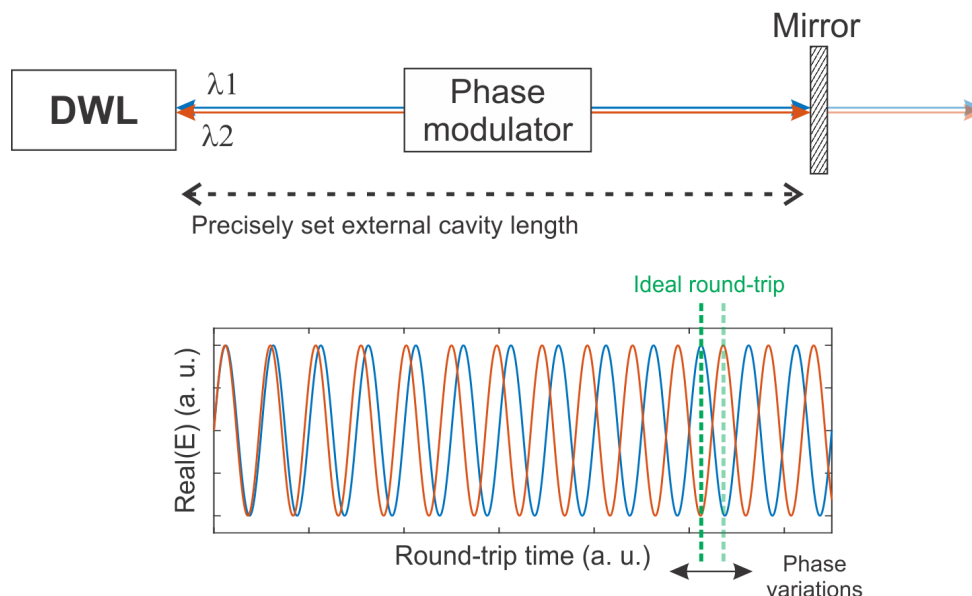 Mirror
DWL
λ1
λ2
Phase
modulator
Precisely set external cavity length
Ideal round-trip
Real(E) (a. u.)
Round-trip time (a. u.)
Phase
variations